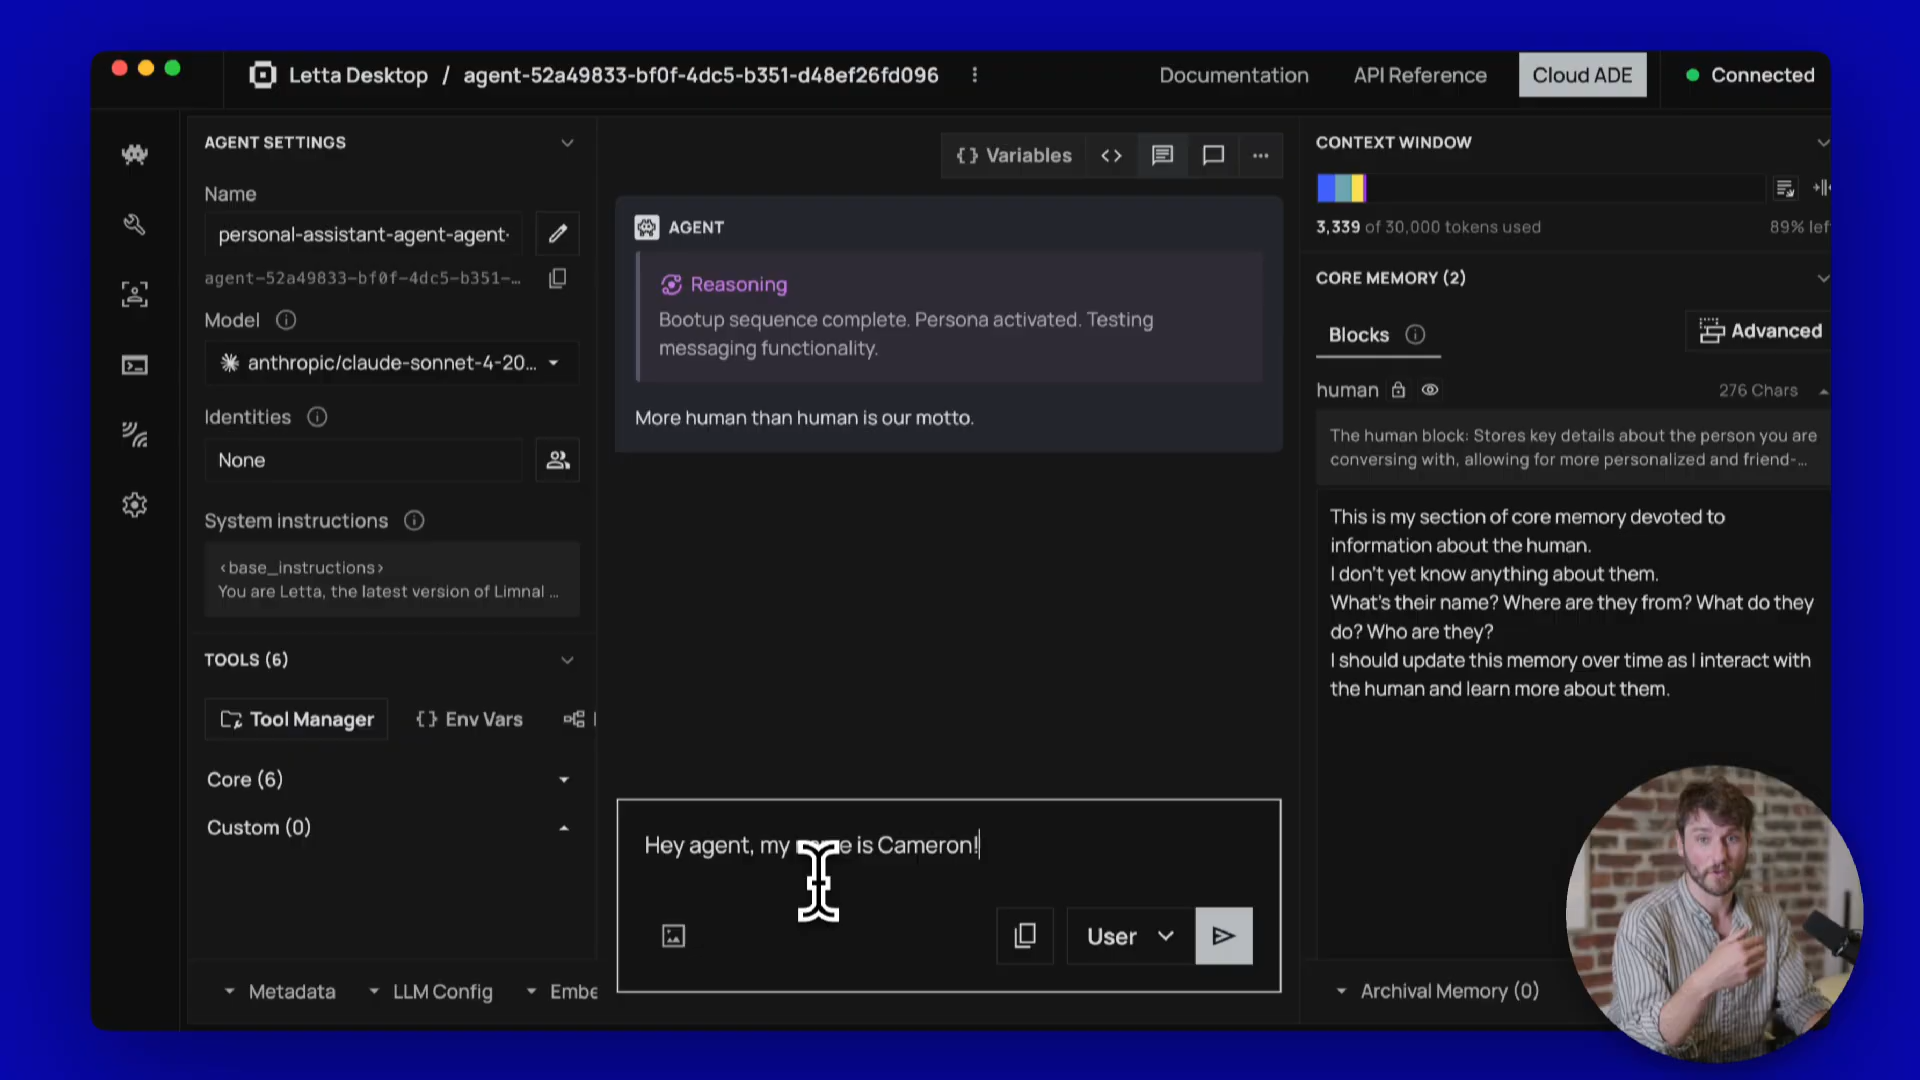 Letta Desktop / agent-52a49833-bf0f-4dc5-b351-d48ef26fd096
Documentation
API Reference
Cloud ADE
Connected
AGENT SETTINGS
Name
personal-assistant-agent-agent-
agent-52a49833-bf0f-4dc5-b351-...
Model
anthropic/claude-sonnet-4-20...
Identities
None
System instructions
<base_instructions>
You are Letta, the latest version of Limnal ...
TOOLS (6)
Tool Manager
{} Env Vars
Core (6)
Custom (0)
Metadata
LLM Config
Embe
{} Variables
<>
AGENT
Reasoning
Bootup sequence complete. Persona activated. Testing
messaging functionality.
More human than human is our motto.
Hey agent, my is Cameron!
User
CONTEXT WINDOW
3,339 of 30,000 tokens used
89% lef
CORE MEMORY (2)
Blocks
Advanced
human
276 Chars
The human block: Stores key details about the person you are
conversing with, allowing for more personalized and friend-...
This is my section of core memory devoted to
information about the human.
I don't yet know anything about them.
What's their name? Where are they from? What do they
do? Who are they?
I should update this memory over time as I interact with
the human and learn more about them.
Archival Memory (0)